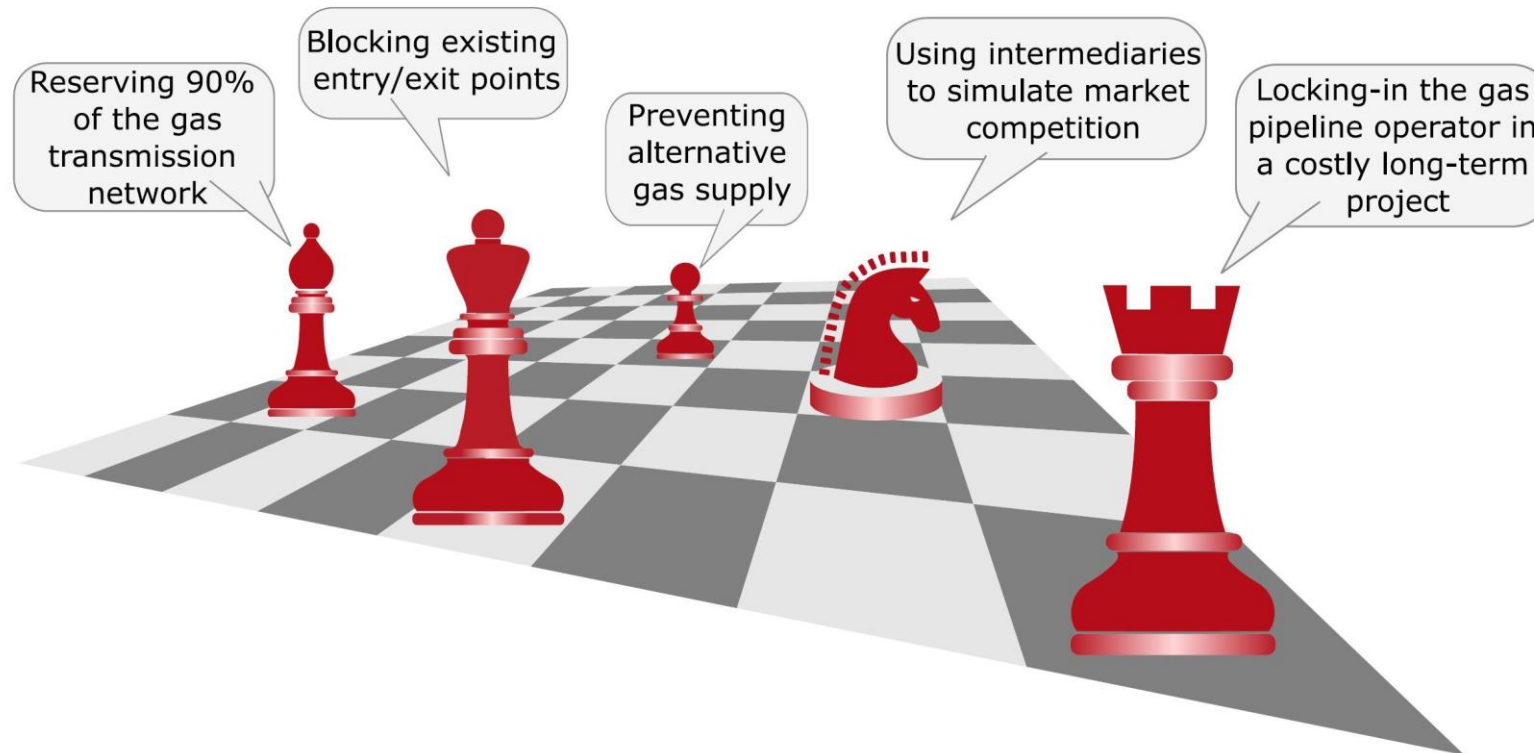 Reserving 90%
of the gas
transmission
network
Blocking existing
entry/exit points
Preventing
alternative
gas supply
Using intermediaries
to simulate market
competition
Locking-in the gas
pipeline operator in
a costly long-term
project